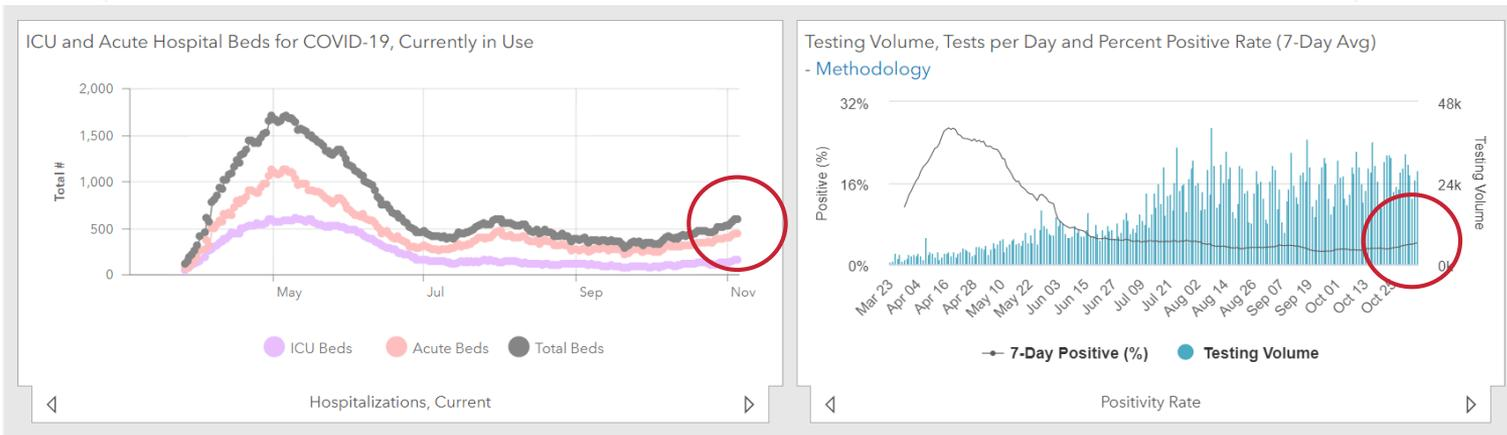 ICU and Acute Hospital Beds for COVID-19, Currently in Use
2,000
1,500
1,000
500
0
Total #
May
Jul
Sep
Nov
ICU Beds
Acute Beds
Total Beds
Hospitalizations, Current
Testing Volume, Tests per Day and Percent Positive Rate (7-Day Avg)
- Methodology
32%
16%
0%
Positive (%)
48k
24k
0k
Testing Volume
Mar 23
Apr 04
Apr 16
Apr 28
May 10
May 22
Jun 03
Jun 15
Jun 27
Jul 09
Jul 21
Aug 02
Aug 14
Aug 26
Sep 07
Sep 19
Oct 01
Oct 13
Oct 25
7-Day Positive (%)
Testing Volume
Positivity Rate